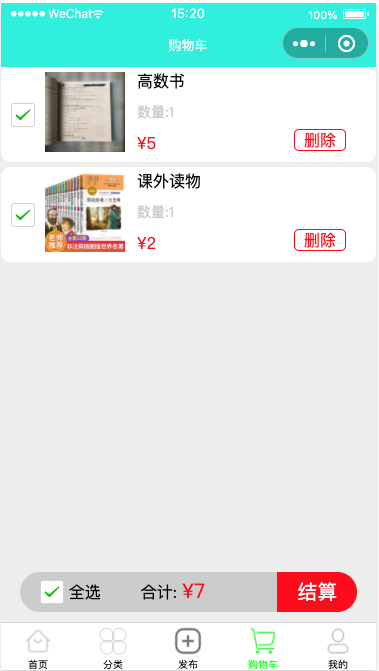 WeChat 15:20 100%
购物车
高数书
数量:1
¥5 删除
课外读物
数量:1
¥2 删除
全选 合计: ¥7 结算
首页 分类 发布 购物车 我的